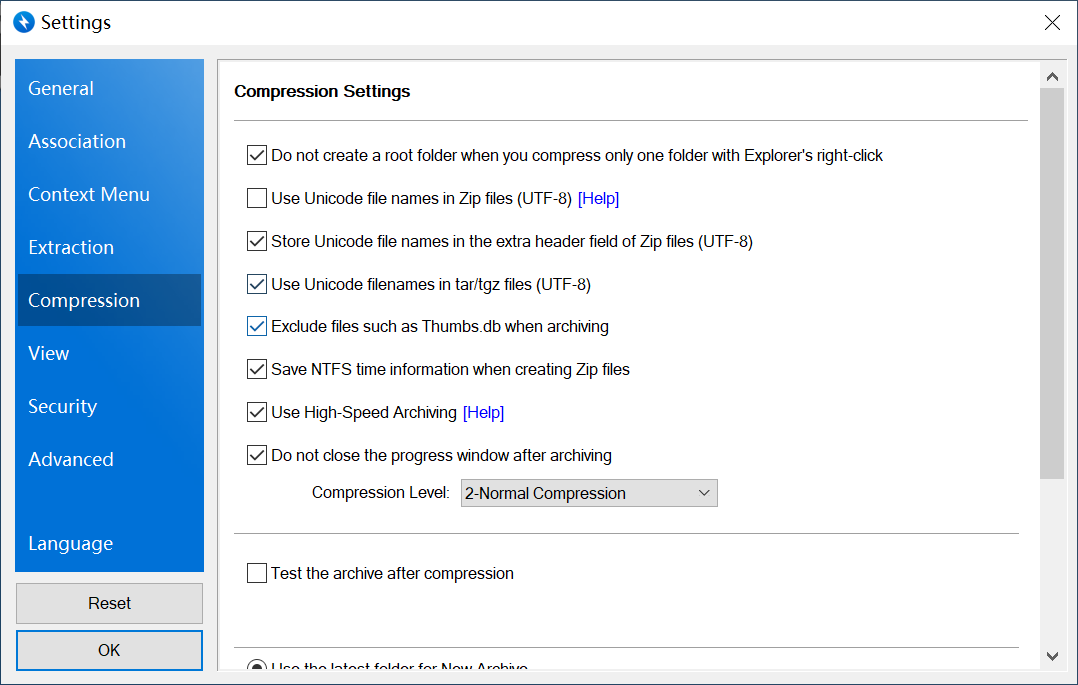 Settings
General
Association
Context Menu
Extraction
Compression
View
Security
Advanced
Language
Reset
OK
Compression Settings
Do not create a root folder when you compress only one folder with Explorer's right-click
Use Unicode file names in Zip files (UTF-8) [Help]
Store Unicode file names in the extra header field of Zip files (UTF-8)
Use Unicode filenames in tar/tgz files (UTF-8)
Exclude files such as Thumbs.db when archiving
Save NTFS time information when creating Zip files
Use High-Speed Archiving [Help]
Do not close the progress window after archiving
Compression Level: 2-Normal Compression
Test the archive after compression
Use the latest folder for New Archive